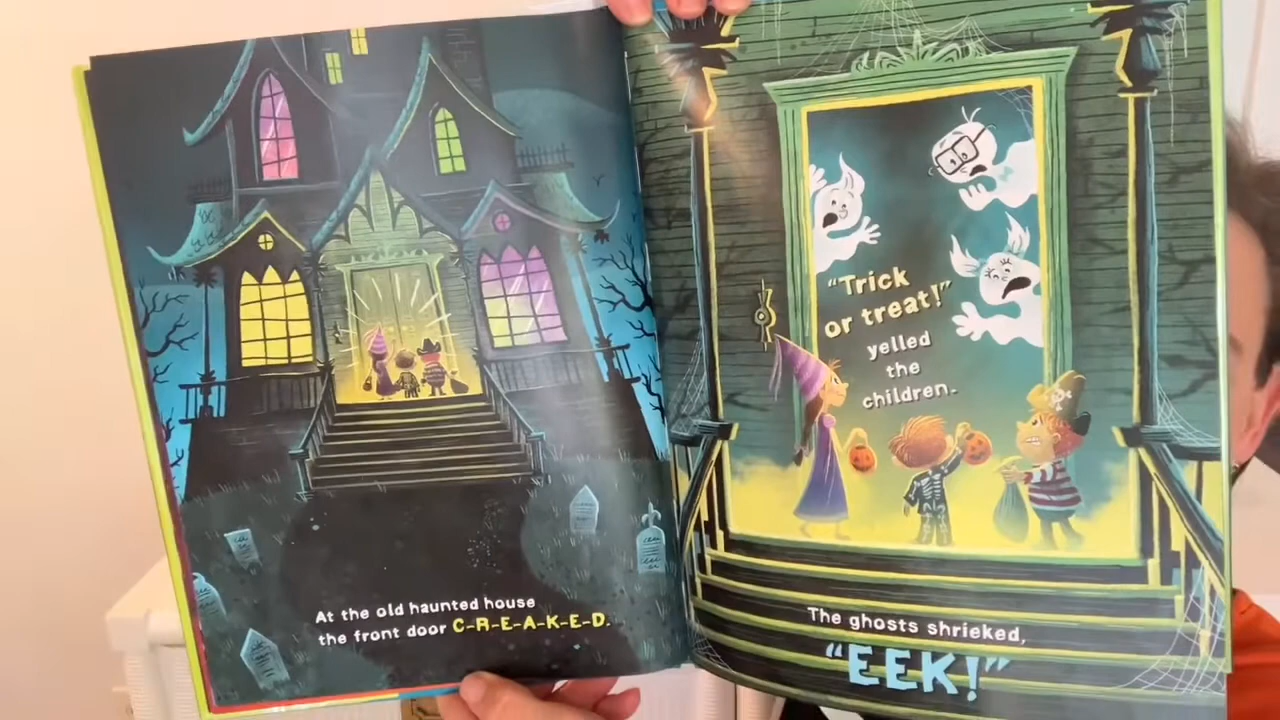 At the old haunted house
the front door C-R-E-A-K-E-D.
"Trick
or treat!"
yelled
the
children.
The ghosts shrieked,
"EEK!"